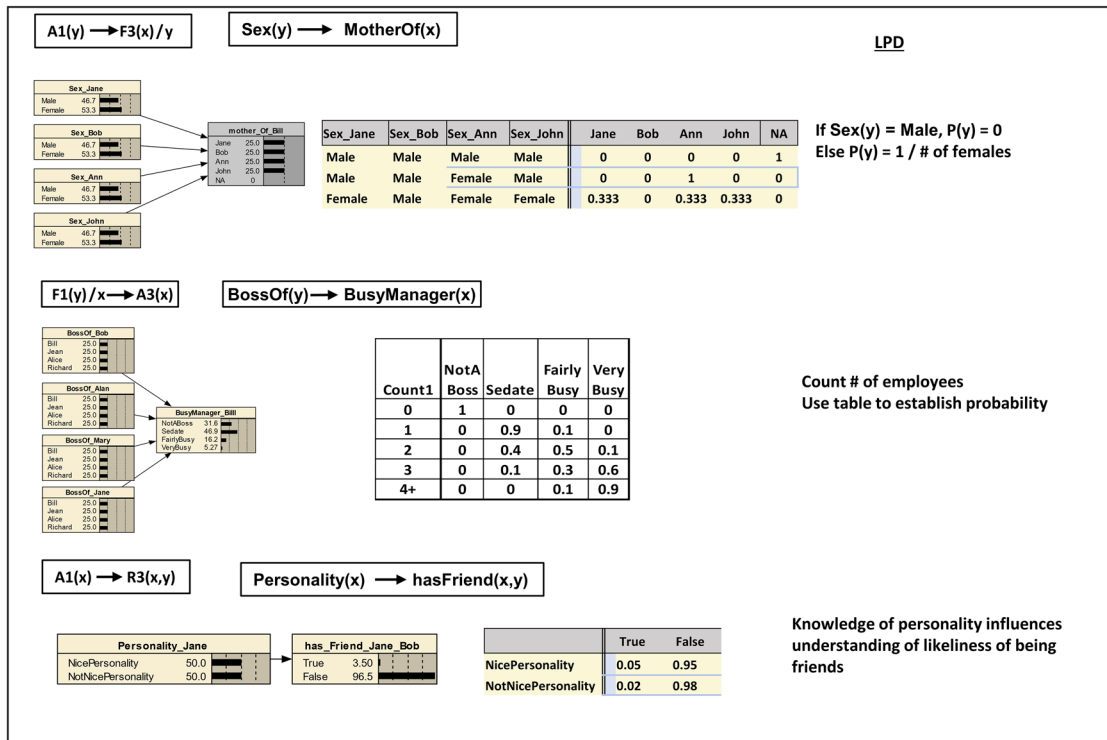 A1(y) → F3(x)/y
Sex(y) → MotherOf(x)
LPD
Sex_Jane
Male 46.7
Female 53.3
Sex_Bob
Male 46.7
Female 53.3
Sex_Ann
Male 46.7
Female 53.3
Sex_John
Male 46.7
Female 53.3
mother_Of_Bill
Jane 25.0
Bob 25.0
Ann 25.0
John 25.0
NA 0
Sex_Jane Sex_Bob Sex_Ann Sex_John Jane Bob Ann John NA
Male Male Male Male 0 0 0 0 1
Male Male Female Male 0 0 1 0 0
Female Male Female Female 0.333 0 0.333 0.333 0
If Sex(y) = Male, P(y) = 0
Else P(y) = 1 / # of females
F1(y)/x → A3(x)
BossOf(y) → BusyManager(x)
BossOf_Bob
Bill 25.0
Jean 25.0
Alice 25.0
Richard 25.0
BossOf_Alan
Bill 25.0
Jean 25.0
Alice 25.0
Richard 25.0
BossOf_Mary
Bill 25.0
Jean 25.0
Alice 25.0
Richard 25.0
BossOf_Jane
Bill 25.0
Jean 25.0
Alice 25.0
Richard 25.0
BusyManager_Billl
NotABoss 31.6
Sedate 46.9
FairlyBusy 16.2
VeryBusy 5.27
NotA Fairly Very
Count1 Boss Sedate Busy Busy
0 1 0 0 0
1 0 0.9 0.1 0
2 0 0.4 0.5 0.1
3 0 0.1 0.3 0.6
4+ 0 0 0.1 0.9
Count # of employees
Use table to establish probability
A1(x) → R3(x,y)
Personality(x) → hasFriend(x,y)
Personality_Jane
NicePersonality 50.0
NotNicePersonality 50.0
has_Friend_Jane_Bob
True 3.50
False 96.5
True False
NicePersonality 0.05 0.95
NotNicePersonality 0.02 0.98
Knowledge of personality influences
understanding of likeliness of being
friends